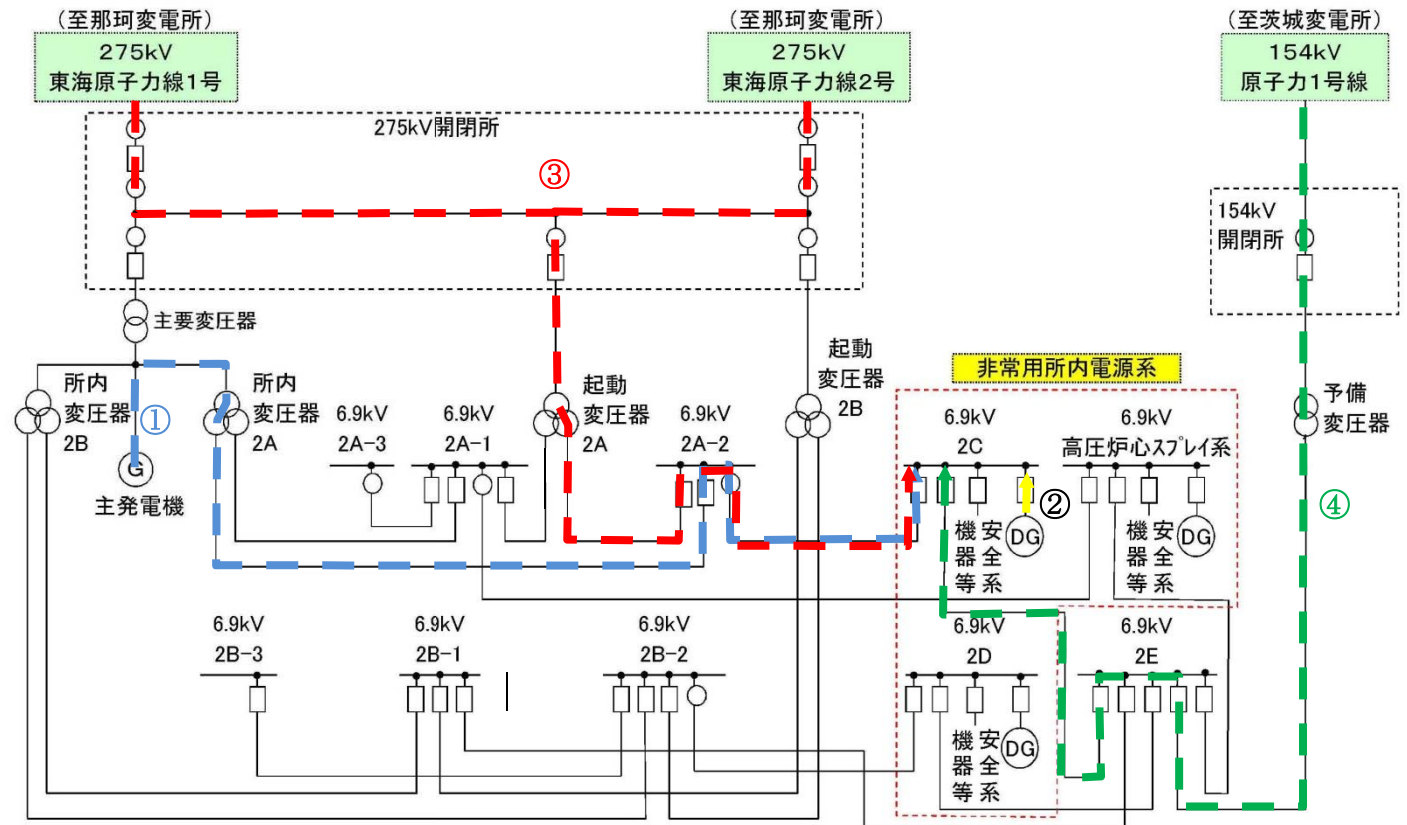 (至那珂変電所)
275kV
東海原子力線1号
(至那珂変電所)
275kV
東海原子力線2号
(至茨城変電所)
154kV
原子力1号線
275kV開閉所
③
154kV
開閉所
主要変圧器
所内
変圧器
2B
①
G
主発電機
所内
変圧器
2A
6.9kV
2A-3
6.9kV
2A-1
起動
変圧器
2A
6.9kV
2A-2
起動
変圧器
2B
非常用所内電源系
6.9kV
2C
6.9kV
高圧炉心スプレイ系
予備
変圧器
②
④
安全系
機器等
DG
安全系
機器等
DG
6.9kV
2B-3
6.9kV
2B-1
6.9kV
2B-2
6.9kV
2D
6.9kV
2E
安全系
機器等
DG